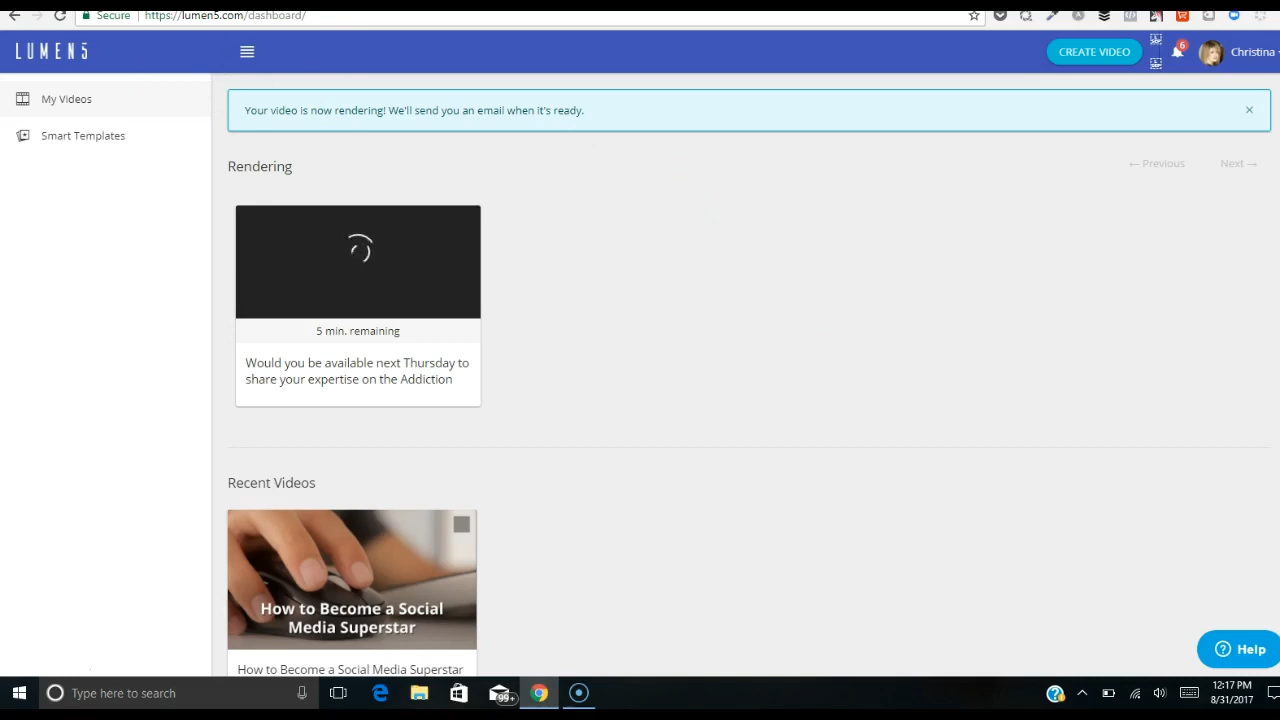 Secure https://lumen5.com/dashboard/
LUMEN5
CREATE VIDEO
6
Christina
My Videos
Smart Templates
Your video is now rendering! We'll send you an email when it's ready.
×
Rendering
← Previous
Next →
5 min. remaining
Would you be available next Thursday to
share your expertise on the Addiction
Recent Videos
How to Become a Social
Media Superstar
How to Become a Social Media Superstar
? Help
Type here to search
99+
12:17 PM
8/31/2017